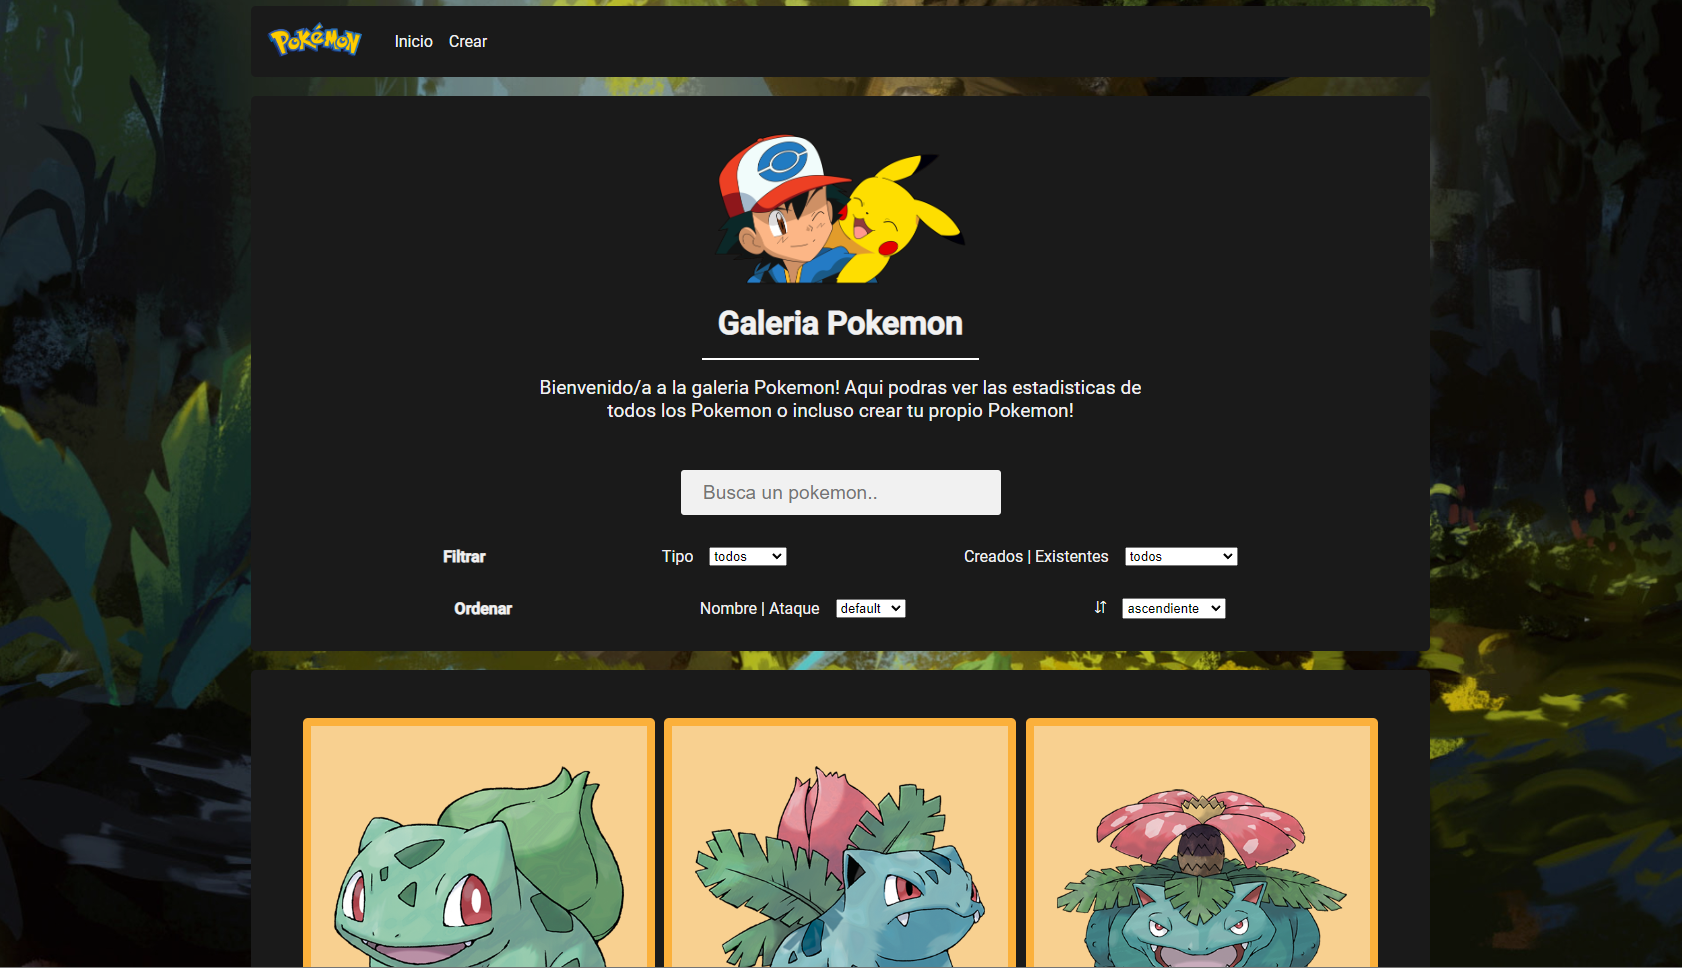 POKéMON
Inicio Crear
Galeria Pokemon
Bienvenido/a a la galeria Pokemon! Aqui podras ver las estadisticas de
todos los Pokemon o incluso crear tu propio Pokemon!
Busca un pokemon..
Filtrar Tipo todos Creados | Existentes todos
Ordenar Nombre | Ataque default ↓↑ ascendiente